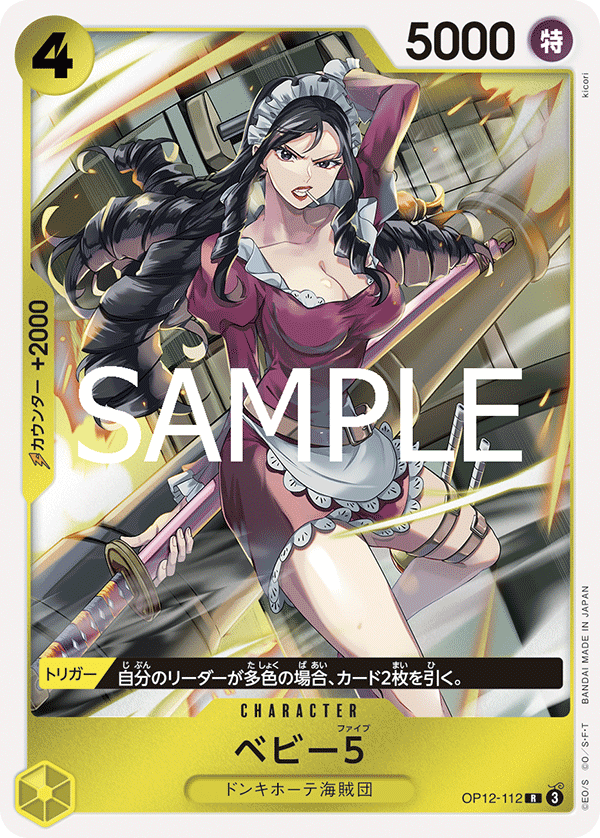 4
5000
特
kicori
カウンター +2000
SAMPLE
トリガー
自分のリーダーが多色の場合、カード2枚を引く。
CHARACTER
ベビー5
ファイブ
ドンキホーテ海賊団
OP12-112 R 3
©E.O/S ©O/S・F・T BANDAI MADE IN JAPAN